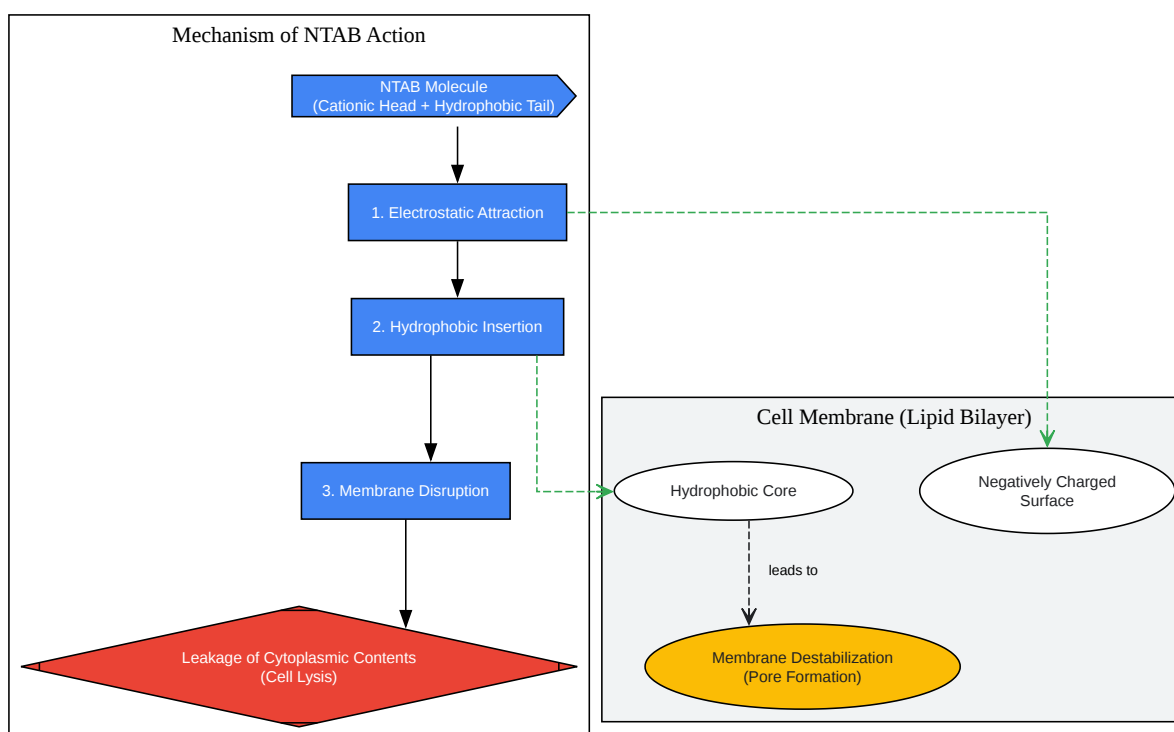 Mechanism of NTAB Action
NTAB Molecule
(Cationic Head + Hydrophobic Tail)
1. Electrostatic Attraction
2. Hydrophobic Insertion
3. Membrane Disruption
Leakage of Cytoplasmic Contents
(Cell Lysis)
Cell Membrane (Lipid Bilayer)
Hydrophobic Core
Negatively Charged
Surface
leads to
Membrane Destabilization
(Pore Formation)